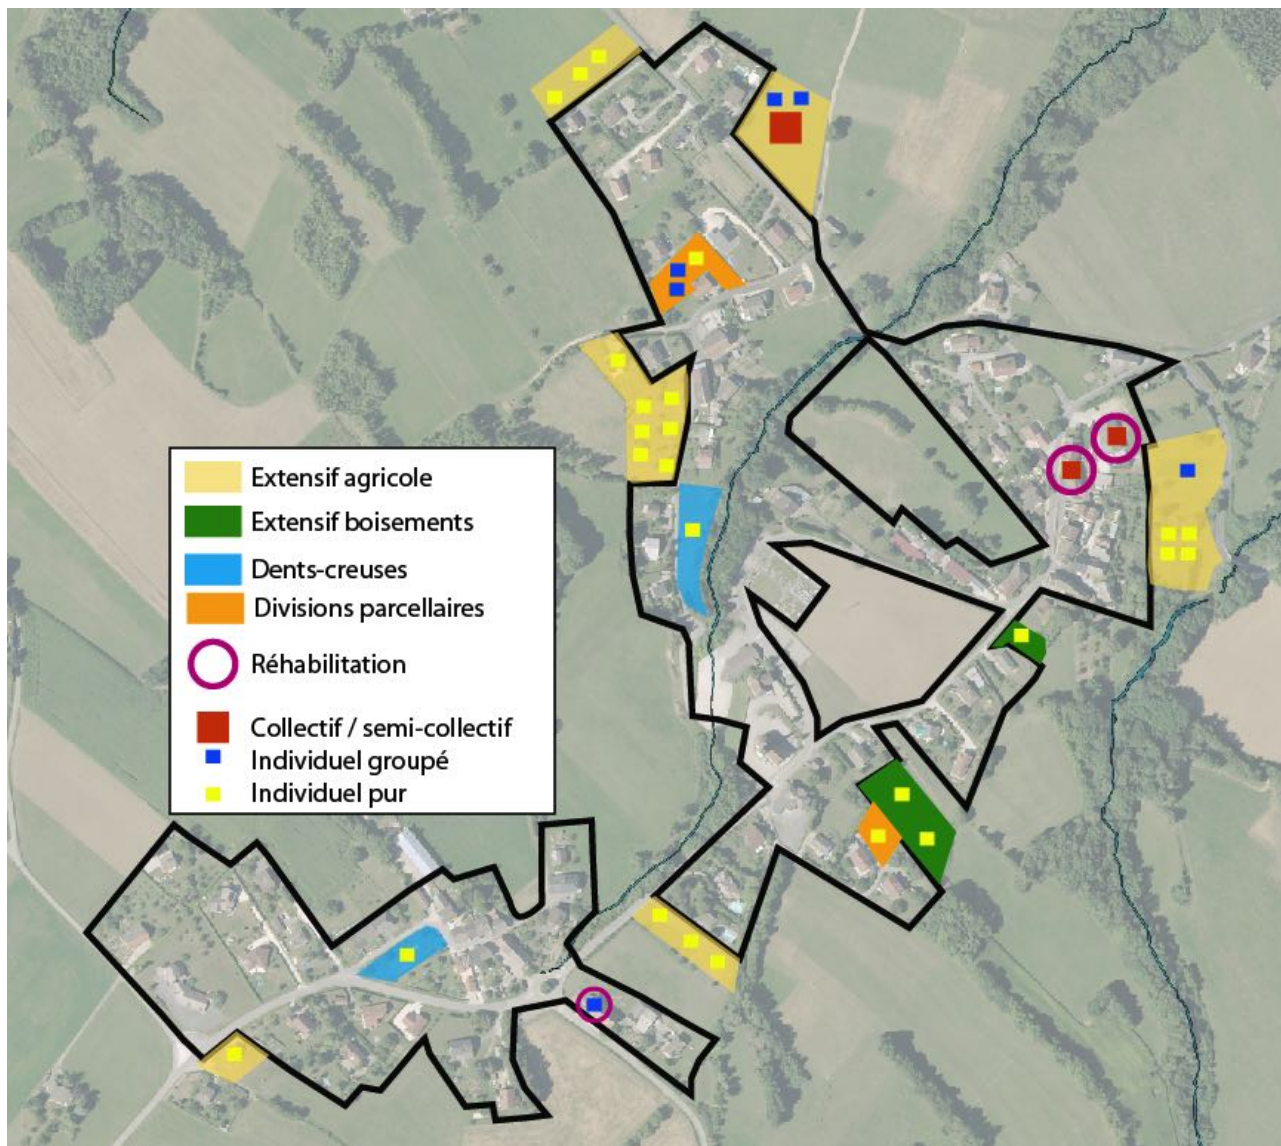 Extensif agricole
Extensif boisements
Dents-creuses
Divisions parcellaires
Réhabilitation
Collectif / semi-collectif
Individuel groupé
Individuel pur